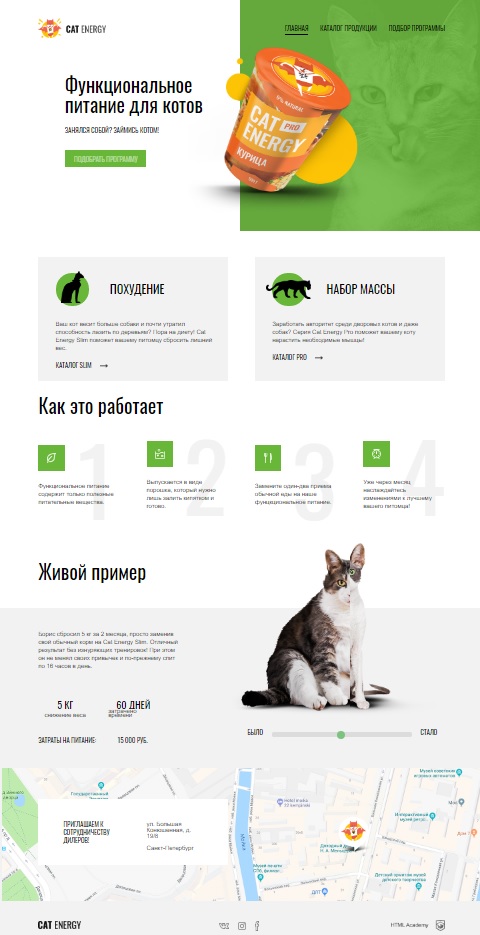 CAT ENERGY
ГЛАВНАЯ КАТАЛОГ ПРОДУКЦИИ ПОДБОР ПРОГРАММЫ
Функциональное
питание для котов
ЗАНЯЛСЯ СОБОЙ? ЗАЙМИСЬ КОТОМ!
ПОДОБРАТЬ ПРОГРАММУ
0% NATURAL
CAT PRO
ENERGY
КУРИЦА
ПОХУДЕНИЕ
Ваш кот весит больше собаки и почти утратил
способность лазить по деревьям? Пора на диету! Cat
Energy Slim поможет вашему питомцу сбросить лишний
вес.
КАТАЛОГ SLIM
НАБОР МАССЫ
Заработать авторитет среди дворовых котов и даже
собак? Серия Cat Energy Pro поможет вашему коту
нарастить необходимые мышцы!
КАТАЛОГ PRO
Как это работает
1
Функциональное питание
содержит только полезные
питательные вещества.
2
Выпускается в виде
порошка, который нужно
лишь залить кипятком и
готово.
3
Замените один-два приема
обычной еды на наше
функциональное питание.
4
Уже через месяц
наслаждайтесь
изменениями к лучшему
вашего питомца!
Живой пример
Борис сбросил 5 кг за 2 месяца, просто заменив
свой обычный корм на Cat Energy Slim. Отличный
результат без изнуряющих тренировок! При этом
он не менял своих привычек и по-прежнему спит
по 16 часов в день.
5 КГ
снижение веса
60 ДНЕЙ
затрачено
времени
ЗАТРАТЫ НА ПИТАНИЕ: 15 000 РУБ.
БЫЛО СТАЛО
ПРИГЛАШАЕМ К
СОТРУДНИЧЕСТВУ
ДИЛЕРОВ!
ул. Большая
Конюшенная, д.
19/8
Санкт-Петербург
CAT ENERGY
HTML Academy